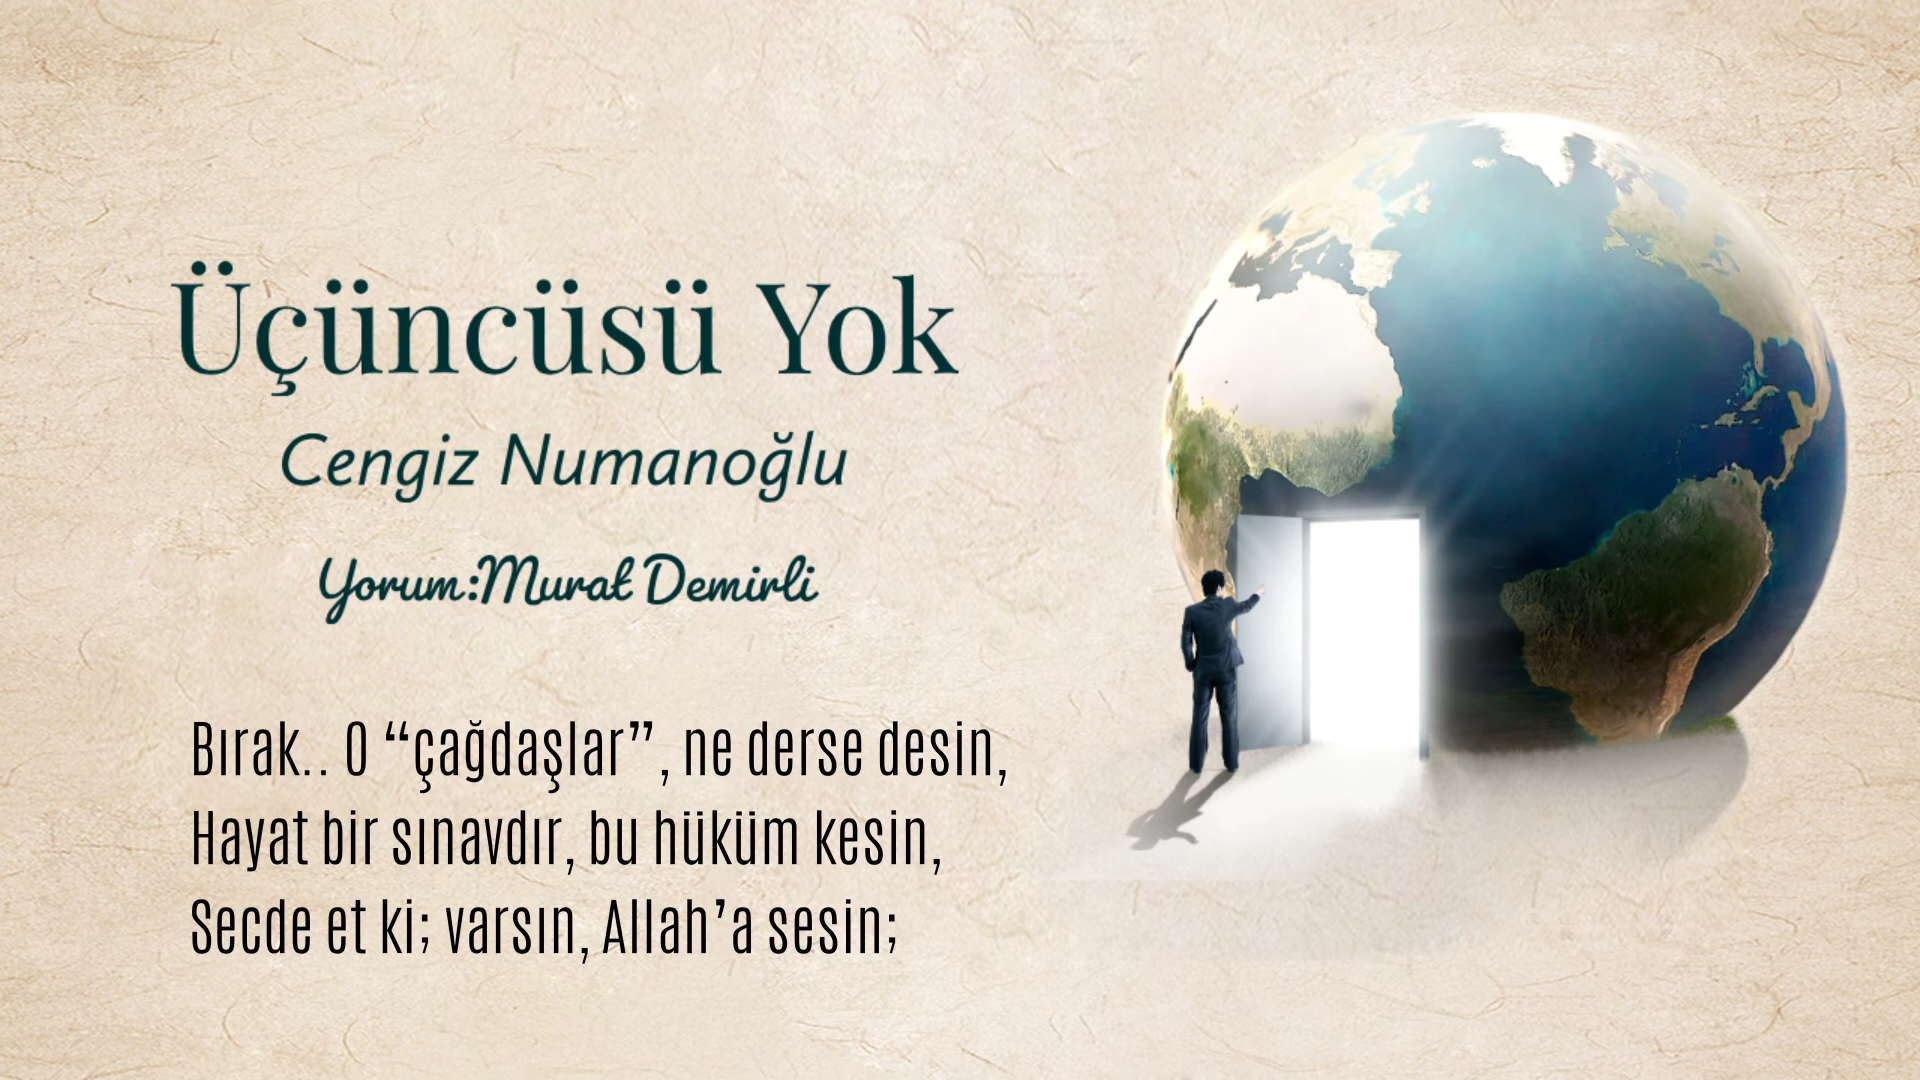 Üçüncüsü Yok
Cengiz Numanoğlu
Yorum:Murat Demirli
Bırak.. O “çağdaşlar”, ne derse desin,
Hayat bir sınavdır, bu hüküm kesin,
Secde et ki; varsın, Allah’a sesin;